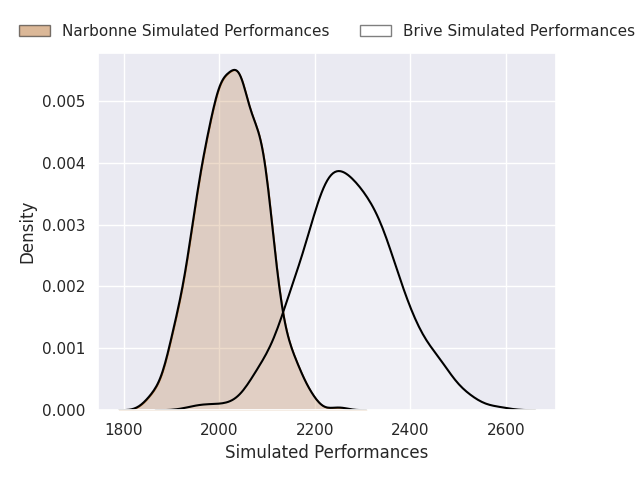 Narbonne Simulated Performances Brive Simulated Performances
0.005
0.004
0.003
0.002
0.001
0.000
Density
1800 2000 2200 2400 2600
Simulated Performances